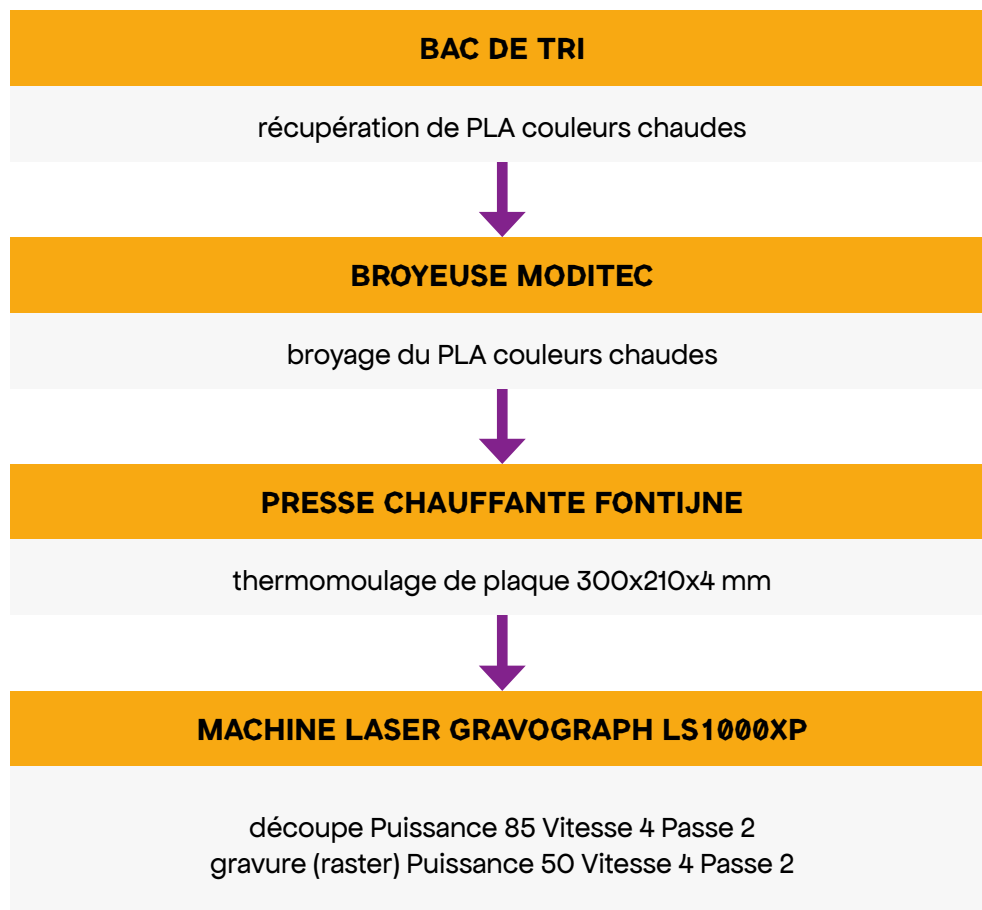 BAC DE TRI
récupération de PLA couleurs chaudes
BROYEUSE MODITEC
broyage du PLA couleurs chaudes
PRESSE CHAUFFANTE FONTIJNE
thermomoulage de plaque 300x210x4 mm
MACHINE LASER GRAVOGRAPH LS1000XP
découpe Puissance 85 Vitesse 4 Passe 2
gravure (raster) Puissance 50 Vitesse 4 Passe 2